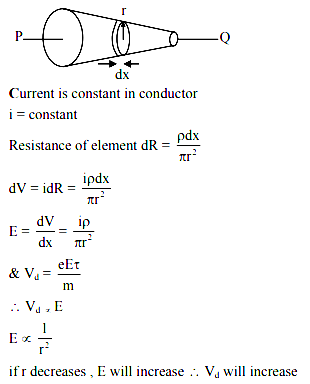 r
P
Q
dx
Current is constant in conductor
i = constant
Resistance of element dR = ρdx/πr²
dV = idR = iρdx/πr²
E = dV/dx = iρ/πr²
& V_d = eEτ/m
∴ V_d , E
E ∝ 1/r²
if r decreases , E will increase ∴ V_d will increase